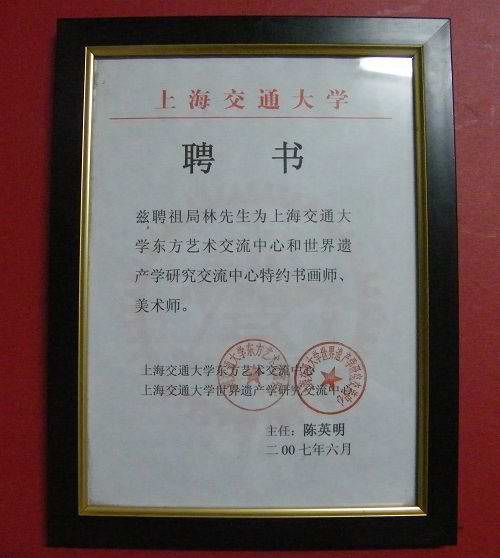 上海交通大学
聘 书
兹聘祖局林先生为上海交通大
学东方艺术交流中心和世界遗
产学研究交流中心特约书画师、
美术师。
上海交通大学东方艺术交流中心
上海交通大学世界遗产学研究交流中心
主任：陈英明
二00七年六月